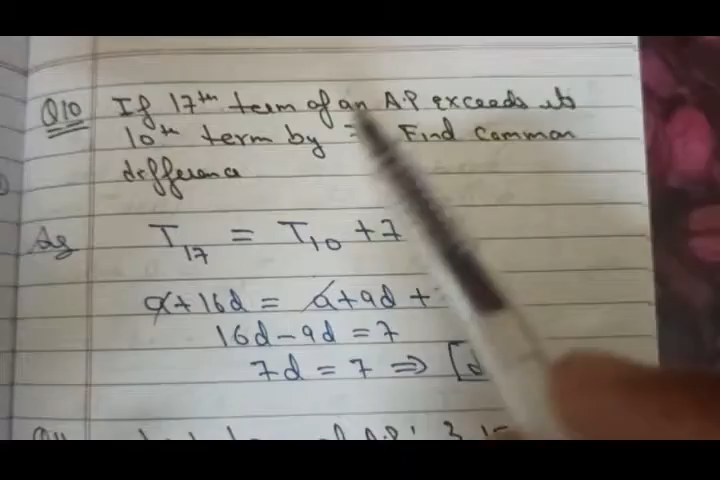 Q10 If 17th term of an A.P exceeds its
10th term by Find common
difference
T17 = T10 + 7
a + 16d = a + 9d +
16d - 9d = 7
7d = 7 ⇒ [d